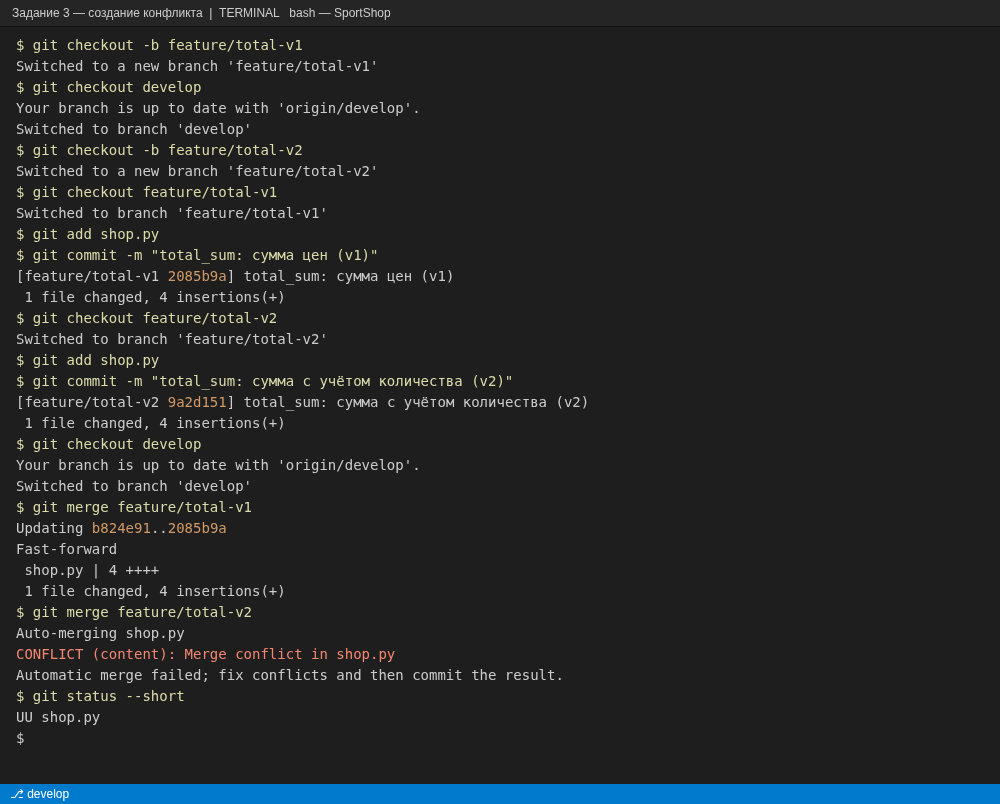 Задание 3 — создание конфликта | TERMINAL bash — SportShop
$ git checkout -b feature/total-v1
Switched to a new branch 'feature/total-v1'
$ git checkout develop
Your branch is up to date with 'origin/develop'.
Switched to branch 'develop'
$ git checkout -b feature/total-v2
Switched to a new branch 'feature/total-v2'
$ git checkout feature/total-v1
Switched to branch 'feature/total-v1'
$ git add shop.py
$ git commit -m "total_sum: сумма цен (v1)"
[feature/total-v1 2085b9a] total_sum: сумма цен (v1)
 1 file changed, 4 insertions(+)
$ git checkout feature/total-v2
Switched to branch 'feature/total-v2'
$ git add shop.py
$ git commit -m "total_sum: сумма с учётом количества (v2)"
[feature/total-v2 9a2d151] total_sum: сумма с учётом количества (v2)
 1 file changed, 4 insertions(+)
$ git checkout develop
Your branch is up to date with 'origin/develop'.
Switched to branch 'develop'
$ git merge feature/total-v1
Updating b824e91..2085b9a
Fast-forward
 shop.py | 4 ++++
 1 file changed, 4 insertions(+)
$ git merge feature/total-v2
Auto-merging shop.py
CONFLICT (content): Merge conflict in shop.py
Automatic merge failed; fix conflicts and then commit the result.
$ git status --short
UU shop.py
$
⎇ develop